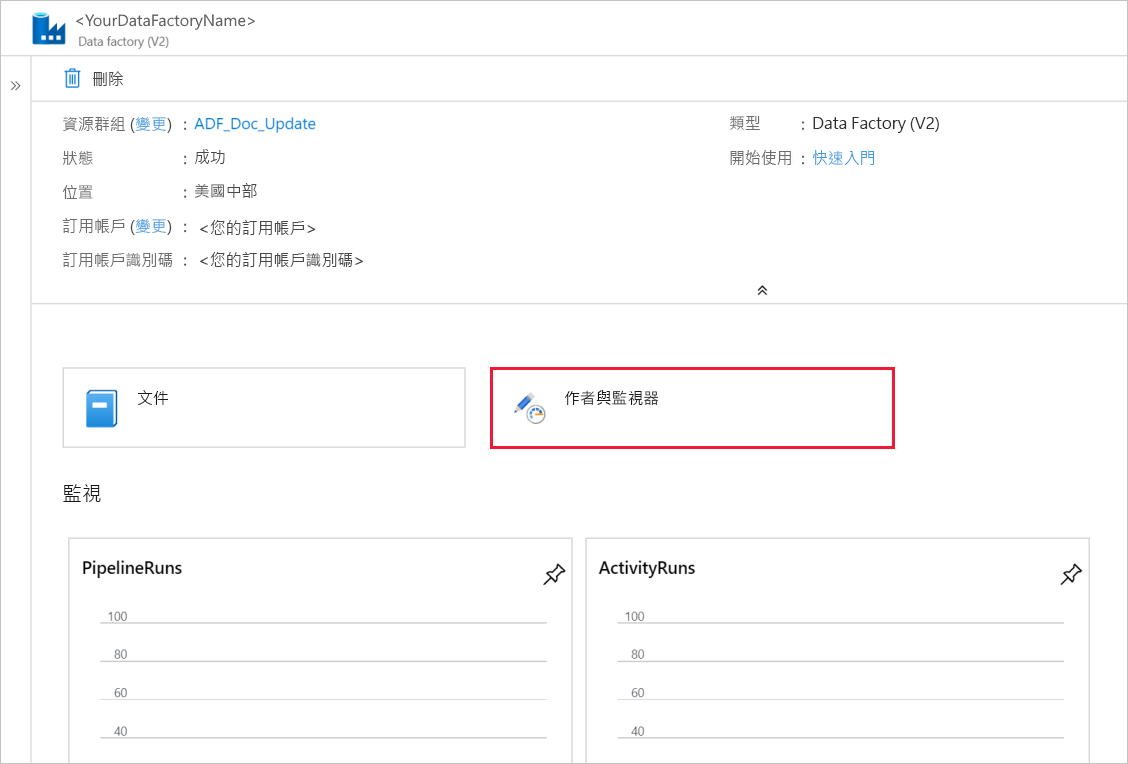 <YourDataFactoryName>
Data factory (V2)
刪除
資源群組 (變更) : ADF_Doc_Update
類型 : Data Factory (V2)
狀態 : 成功
開始使用 : 快速入門
位置 : 美國中部
訂用帳戶 (變更) : <您的訂用帳戶>
訂用帳戶識別碼 : <您的訂用帳戶識別碼>
文件
作者與監視器
監視
PipelineRuns
100
80
60
40
ActivityRuns
100
80
60
40